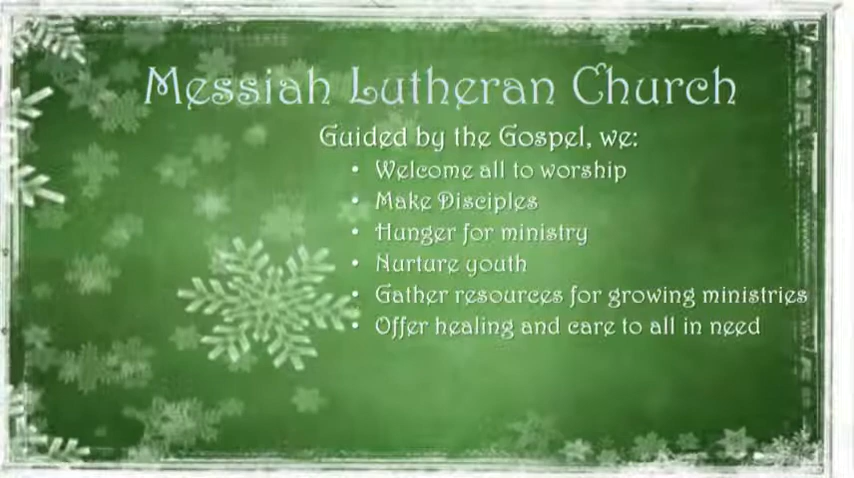 Messiah Lutheran Church
Guided by the Gospel, we:
• Welcome all to worship
• Make Disciples
• Hunger for ministry
• Nurture youth
• Gather resources for growing ministries
• Offer healing and care to all in need